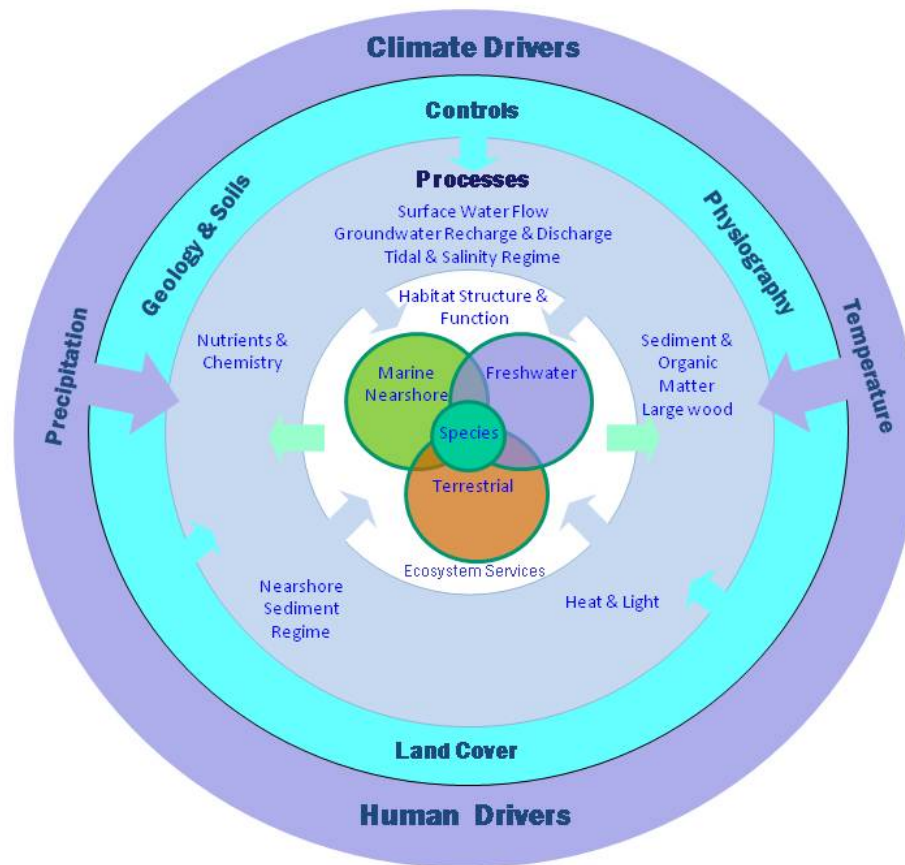 Climate Drivers
Controls
Processes
Surface Water Flow
Groundwater Recharge & Discharge
Tidal & Salinity Regime
Geology & Soils
Physiography
Precipitation
Temperature
Habitat Structure &
Function
Nutrients &
Chemistry
Sediment &
Organic
Matter
Large wood
Marine
Nearshore
Freshwater
Species
Terrestrial
Ecosystem Services
Nearshore
Sediment
Regime
Heat & Light
Land Cover
Human Drivers